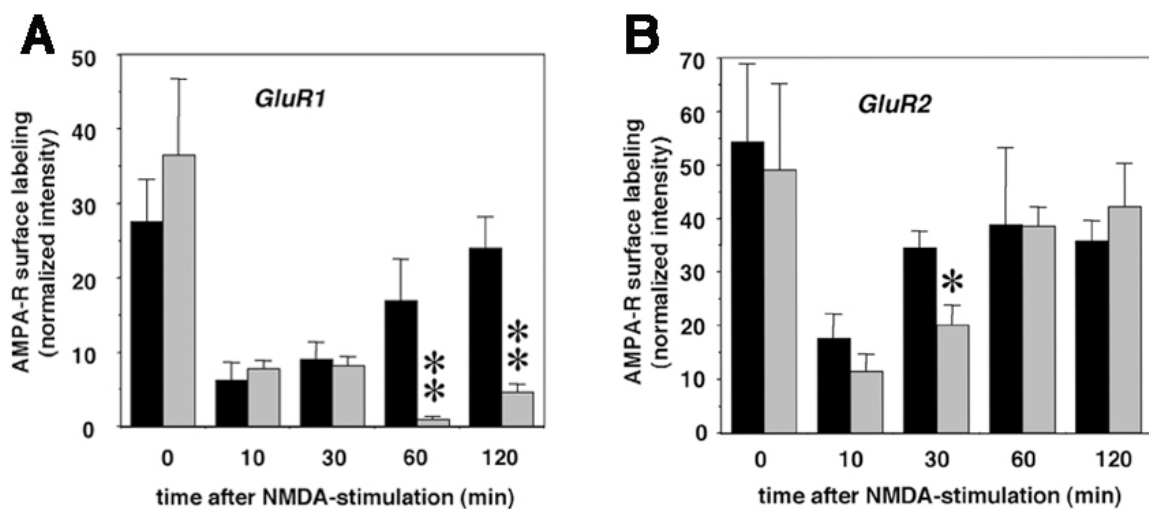 A
GluR1
AMPA-R surface labeling
(normalized intensity)
50
40
30
20
10
0
**
**
0 10 30 60 120
time after NMDA-stimulation (min)
B
GluR2
AMPA-R surface labeling
(normalized intensity)
70
60
50
40
30
20
10
0
*
0 10 30 60 120
time after NMDA-stimulation (min)